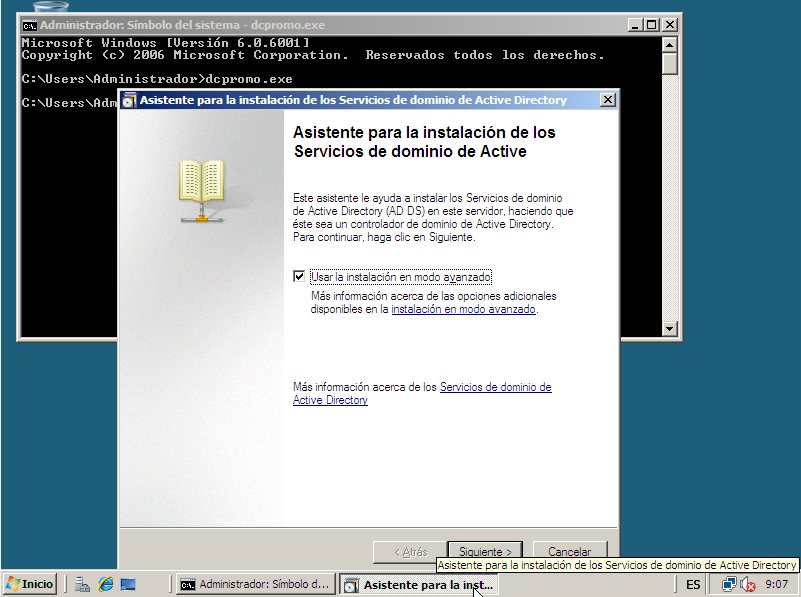 Administrador: Símbolo del sistema - dcpromo.exe
Microsoft Windows [Versión 6.0.6001]
Copyright (c) 2006 Microsoft Corporation.  Reservados todos los derechos.
C:\Users\Administrador>dcpromo.exe
C:\Users\Adm
Asistente para la instalación de los Servicios de dominio de Active Directory
Asistente para la instalación de los
Servicios de dominio de Active
Este asistente le ayuda a instalar los Servicios de dominio
de Active Directory (AD DS) en este servidor, haciendo que
éste sea un controlador de dominio de Active Directory.
Para continuar, haga clic en Siguiente.
Usar la instalación en modo avanzado
Más información acerca de las opciones adicionales
disponibles en la instalación en modo avanzado.
Más información acerca de los Servicios de dominio de
Active Directory
< Atrás
Siguiente >
Cancelar
Asistente para la instalación de los Servicios de dominio de Active Directory
Inicio
Administrador: Símbolo d...
Asistente para la inst...
ES
9:07